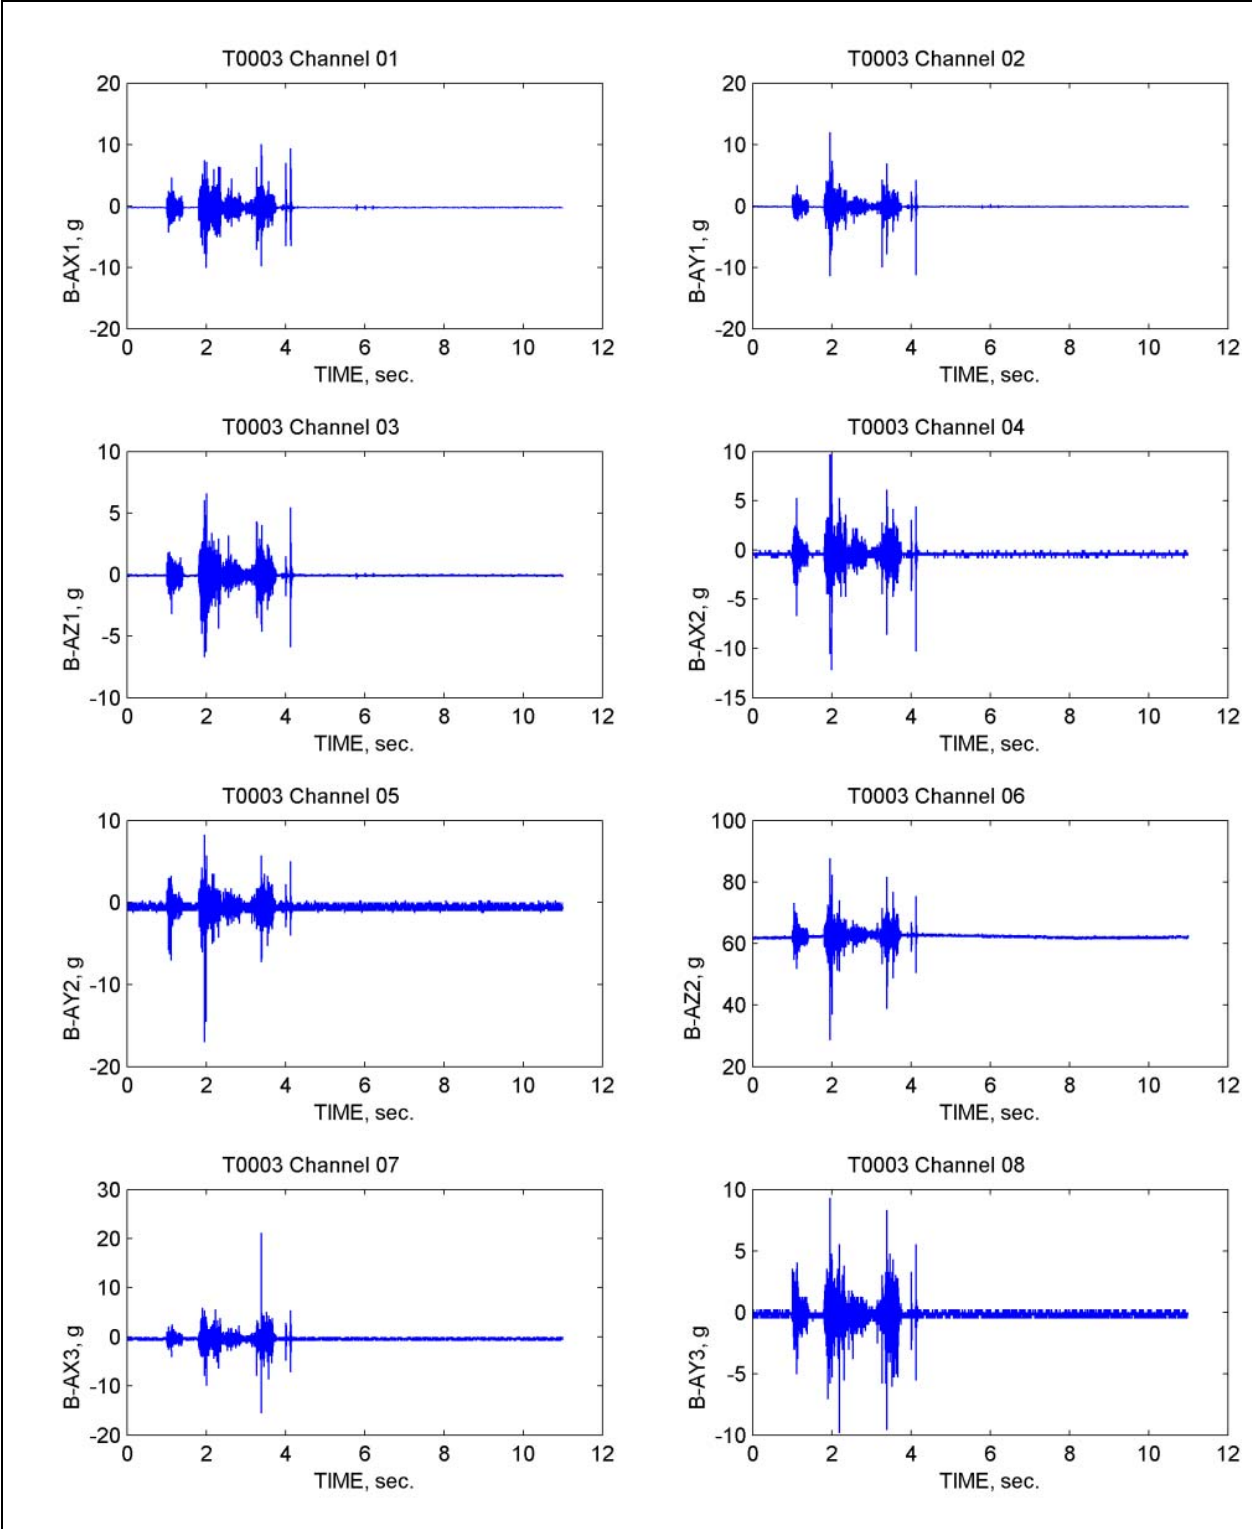 T0003 Channel 01
20
10
0
-10
-20
B-AX1, g
0 2 4 6 8 10 12
TIME, sec.
T0003 Channel 02
20
10
0
-10
-20
B-AY1, g
0 2 4 6 8 10 12
TIME, sec.
T0003 Channel 03
10
5
0
-5
-10
B-AZ1, g
0 2 4 6 8 10 12
TIME, sec.
T0003 Channel 04
10
5
0
-5
-10
-15
B-AX2, g
0 2 4 6 8 10 12
TIME, sec.
T0003 Channel 05
10
0
-10
-20
B-AY2, g
0 2 4 6 8 10 12
TIME, sec.
T0003 Channel 06
100
80
60
40
20
B-AZ2, g
0 2 4 6 8 10 12
TIME, sec.
T0003 Channel 07
30
20
10
0
-10
-20
B-AX3, g
0 2 4 6 8 10 12
TIME, sec.
T0003 Channel 08
10
5
0
-5
-10
B-AY3, g
0 2 4 6 8 10 12
TIME, sec.